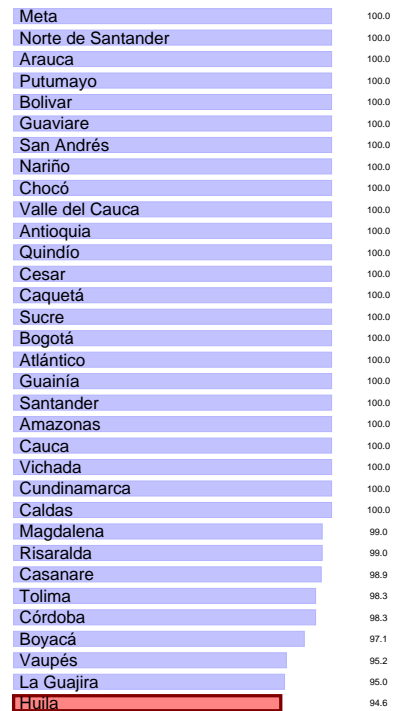 Meta 100.0
Norte de Santander 100.0
Arauca 100.0
Putumayo 100.0
Bolivar 100.0
Guaviare 100.0
San Andrés 100.0
Nariño 100.0
Chocó 100.0
Valle del Cauca 100.0
Antioquia 100.0
Quindío 100.0
Cesar 100.0
Caquetá 100.0
Sucre 100.0
Bogotá 100.0
Atlántico 100.0
Guainía 100.0
Santander 100.0
Amazonas 100.0
Cauca 100.0
Vichada 100.0
Cundinamarca 100.0
Caldas 100.0
Magdalena 99.0
Risaralda 99.0
Casanare 98.9
Tolima 98.3
Córdoba 98.3
Boyacá 97.1
Vaupés 95.2
La Guajira 95.0
Huila 94.6